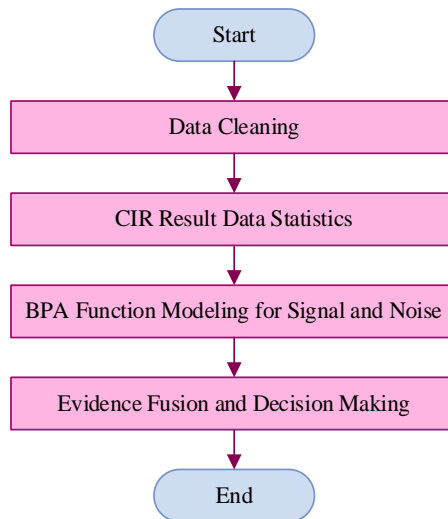 Start
Data Cleaning
CIR Result Data Statistics
BPA Function Modeling for Signal and Noise
Evidence Fusion and Decision Making
End